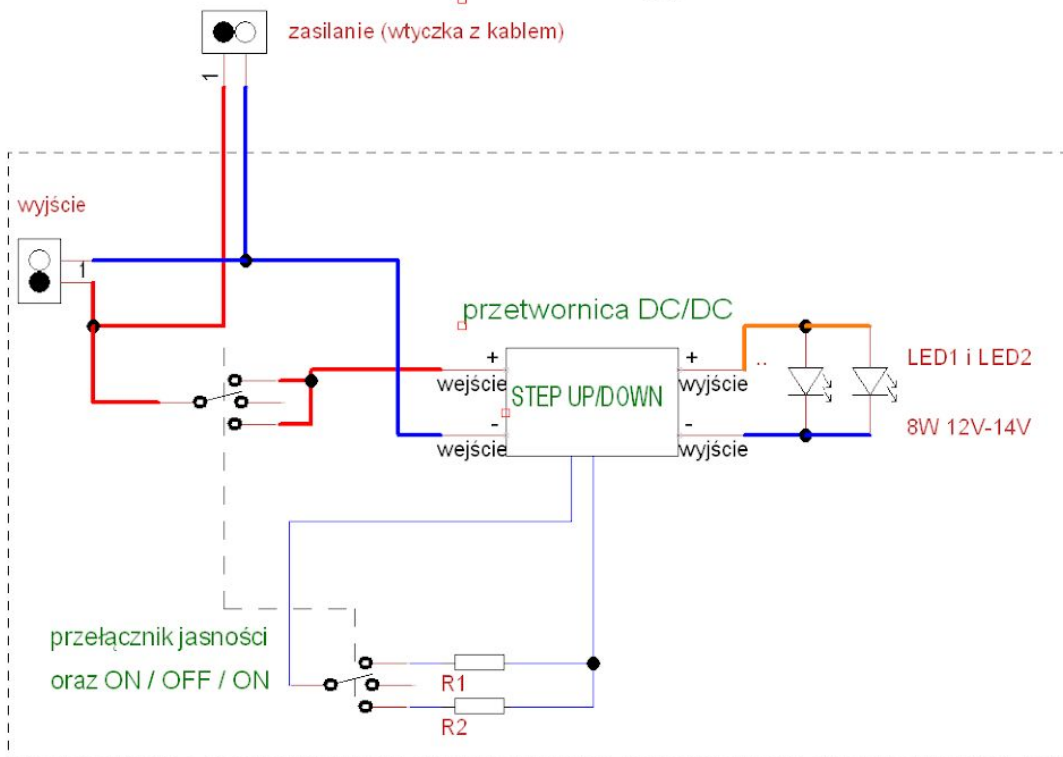 zasilanie (wtyczka z kablem)
1
wyjście
1
przetwornica DC/DC
+
+
..
LED1 i LED2
wejście
wyjście
STEP UP/DOWN
-
-
8W 12V-14V
wejście
wyjście
przełącznik jasności
oraz ON / OFF / ON
R1
R2